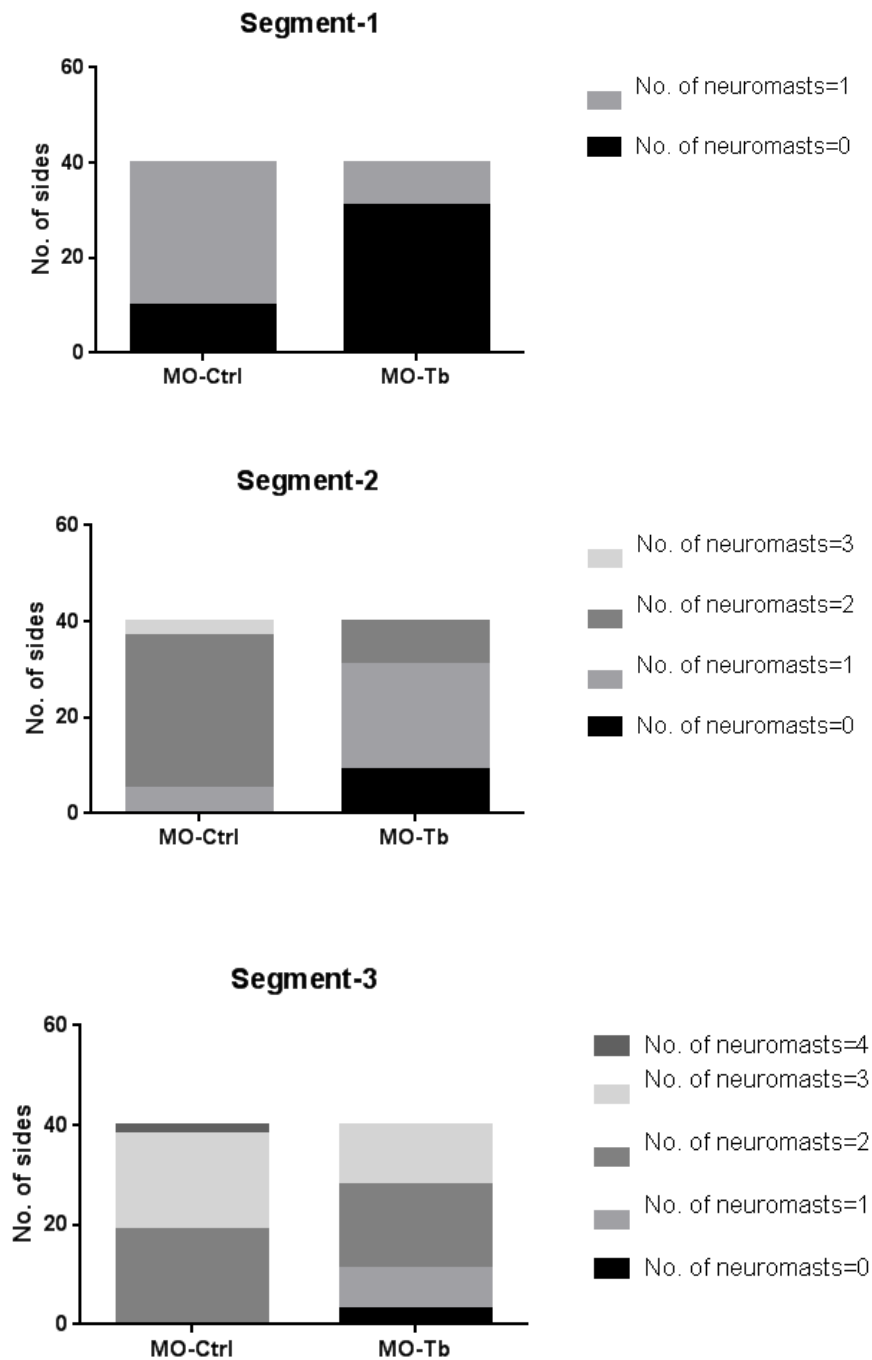 Segment-1
60
40
20
0
No. of sides
MO-Ctrl
MO-Tb
No. of neuromasts=1
No. of neuromasts=0
Segment-2
60
40
20
0
No. of sides
MO-Ctrl
MO-Tb
No. of neuromasts=3
No. of neuromasts=2
No. of neuromasts=1
No. of neuromasts=0
Segment-3
60
40
20
0
No. of sides
MO-Ctrl
MO-Tb
No. of neuromasts=4
No. of neuromasts=3
No. of neuromasts=2
No. of neuromasts=1
No. of neuromasts=0